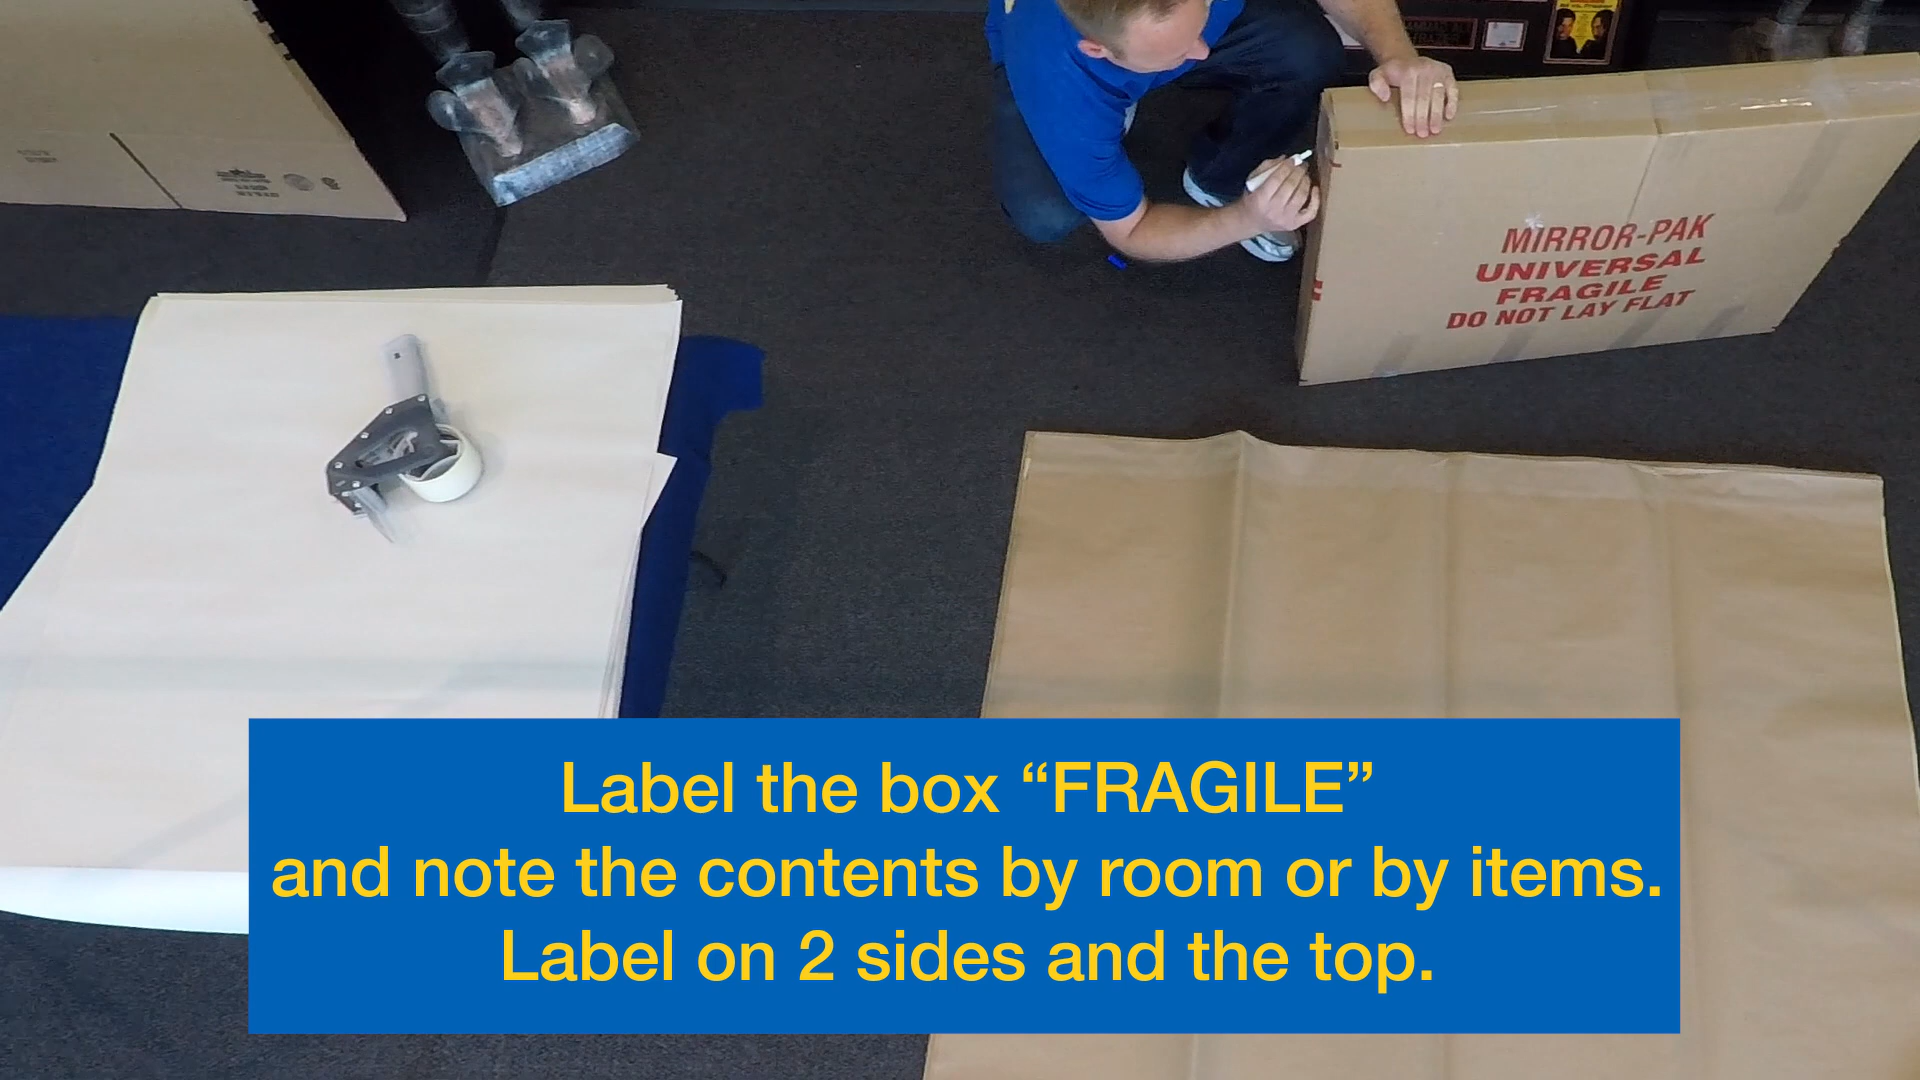 MIRROR-PAK
UNIVERSAL
FRAGILE
DO NOT LAY FLAT
Label the box “FRAGILE”
and note the contents by room or by items.
Label on 2 sides and the top.